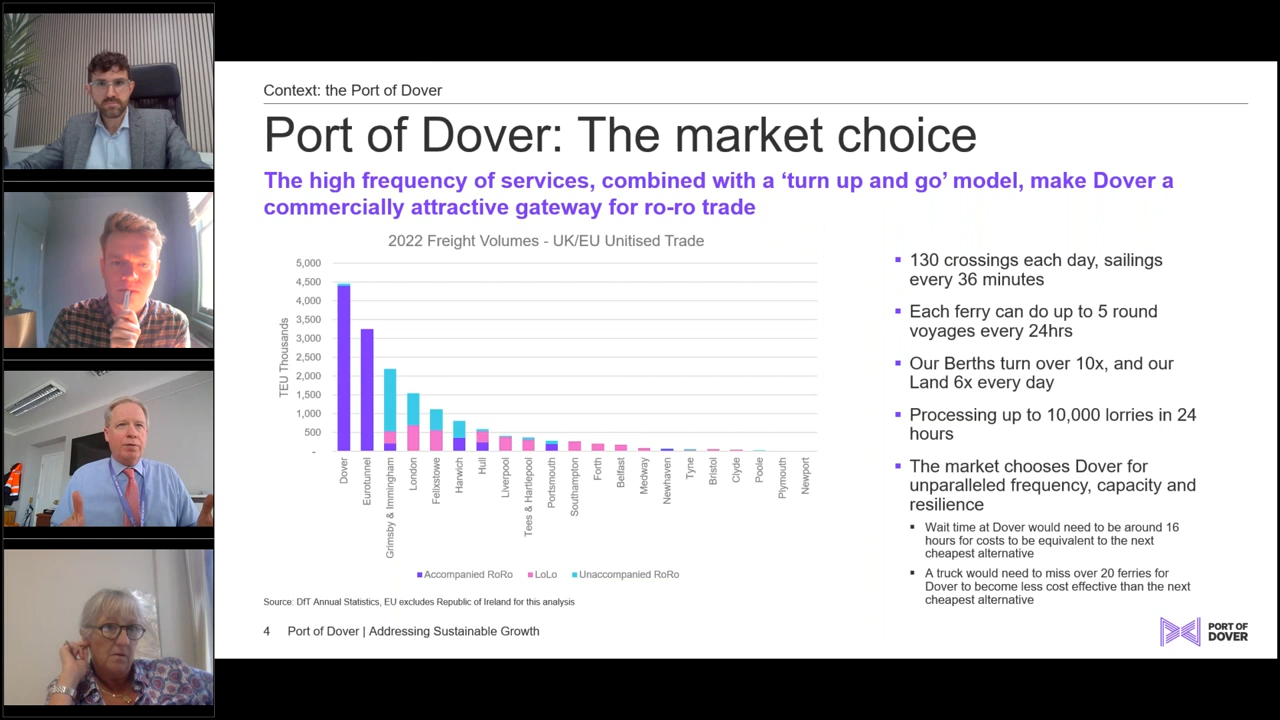 Context: the Port of Dover
Port of Dover: The market choice
The high frequency of services, combined with a ‘turn up and go’ model, make Dover a
commercially attractive gateway for ro-ro trade
2022 Freight Volumes - UK/EU Unitised Trade
TEU Thousands
5,000
4,500
4,000
3,500
3,000
2,500
2,000
1,500
1,000
500
-
Dover
Eurotunnel
Grimsby & Immingham
London
Felixstowe
Harwich
Hull
Liverpool
Tees & Hartlepool
Portsmouth
Southampton
Forth
Belfast
Medway
Newhaven
Tyne
Bristol
Clyde
Poole
Plymouth
Newport
Accompanied RoRo
LoLo
Unaccompanied RoRo
Source: DfT Annual Statistics, EU excludes Republic of Ireland for this analysis
130 crossings each day, sailings
every 36 minutes
Each ferry can do up to 5 round
voyages every 24hrs
Our Berths turn over 10x, and our
Land 6x every day
Processing up to 10,000 lorries in 24
hours
The market chooses Dover for
unparalleled frequency, capacity and
resilience
Wait time at Dover would need to be around 16
hours for costs to be equivalent to the next
cheapest alternative
A truck would need to miss over 20 ferries for
Dover to become less cost effective than the next
cheapest alternative
4 Port of Dover | Addressing Sustainable Growth
PORT OF
DOVER